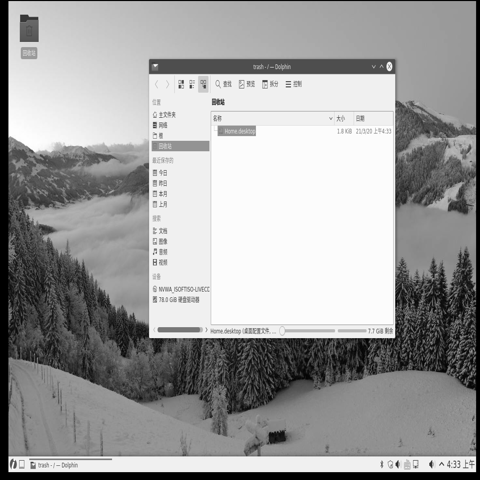 回收站
trash - / — Dolphin
查找 预览 拆分 控制
位置
主文件夹
网络
根
回收站
最近保存的
今日
昨日
本月
上月
搜索
文档
图像
音频
视频
设备
NVWA_ISOFTISO-LIVECD
78.0 GiB 硬盘驱动器
回收站
名称 大小 日期
Home.desktop 1.8 KiB 21/3/20 上午4:33
Home.desktop (桌面配置文件, ... 7.7 GiB 剩余
trash - / — Dolphin
4:33 上午